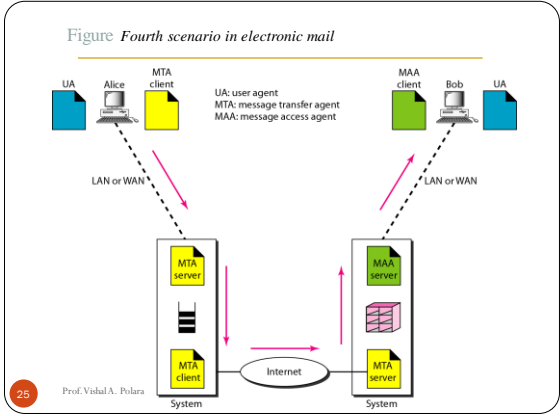 Figure Fourth scenario in electronic mail
UA
Alice
MTA
client
UA: user agent
MTA: message transfer agent
MAA: message access agent
MAA
client
Bob
UA
LAN or WAN
LAN or WAN
MTA
server
MAA
server
MTA
client
Internet
MTA
server
System
System
25
Prof. Vishal A. Polara